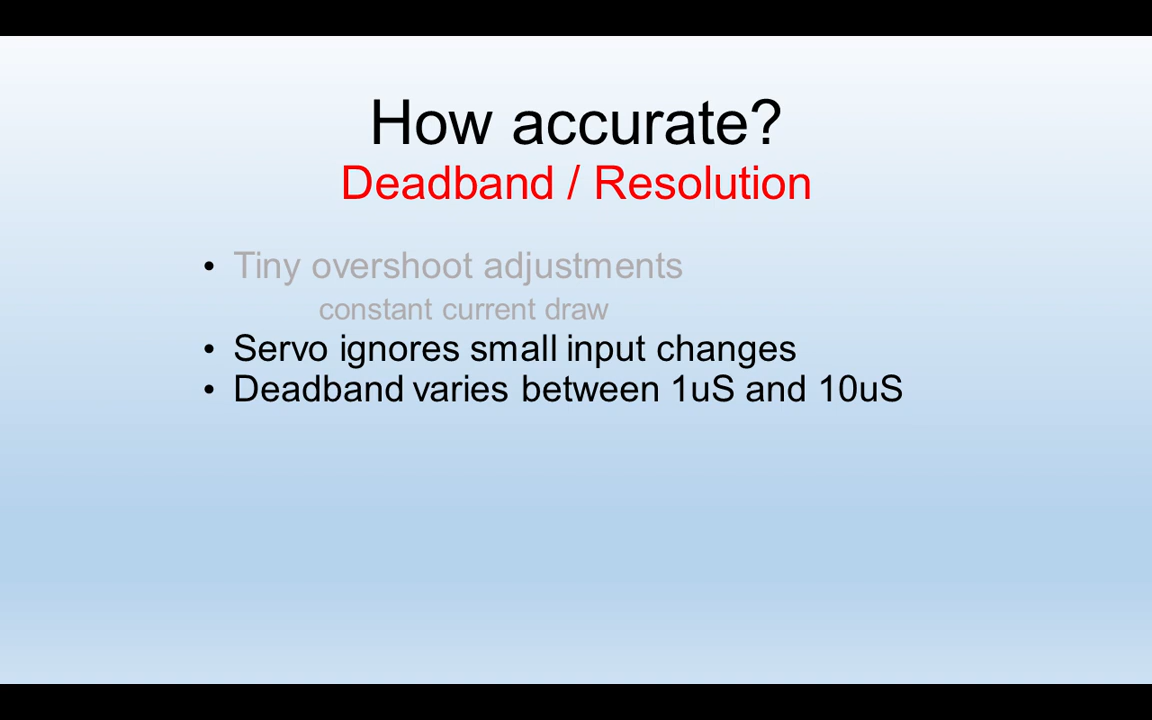 How accurate?
Deadband / Resolution
• Tiny overshoot adjustments
constant current draw
• Servo ignores small input changes
• Deadband varies between 1uS and 10uS